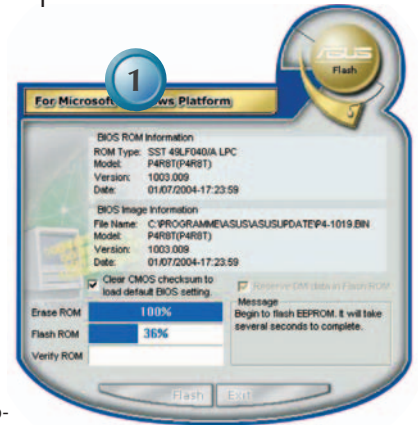 1
ASUS
Flash
For Microsoft ws Platform
BIOS ROM Information
ROM Type: SST 49LF040/A LPC
Model: P4R8T(P4R8T)
Version: 1003.009
Date: 01/07/2004-17:23:59
BIOS Image Information
File Name: C:\PROGRAMME\ASUS\ASUSUPDATE\P4-1019.BIN
Model: P4R8T(P4R8T)
Version: 1003.009
Date: 01/07/2004-17:23:59
Clear CMOS checksum to
load default BIOS setting.
Reserve DMI data in Flash ROM
Message
Begin to flash EEPROM. It will take
several seconds to complete.
Erase ROM 100%
Flash ROM 36%
Verify ROM
Flash Exit